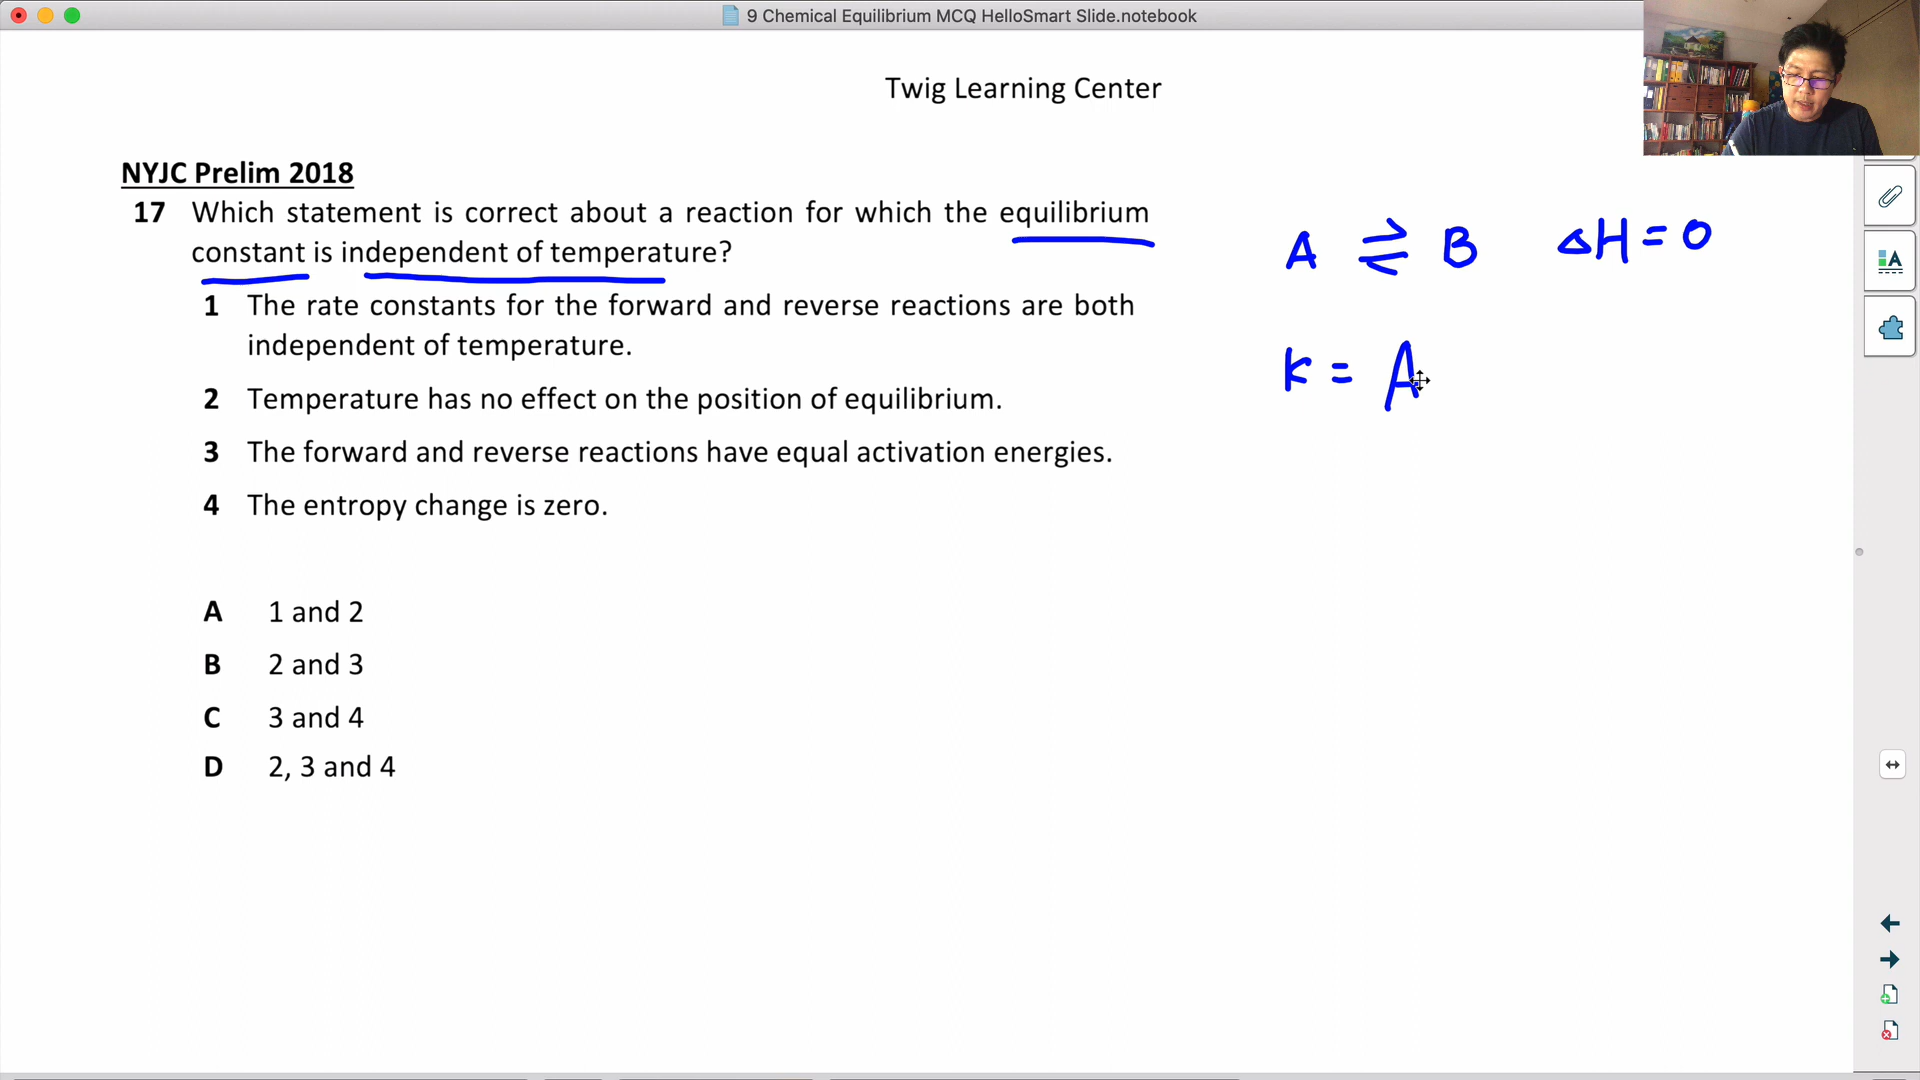 9 Chemical Equilibrium MCQ HelloSmart Slide.notebook
Twig Learning Center
NYJC Prelim 2018
17 Which statement is correct about a reaction for which the equilibrium
constant is independent of temperature?
1 The rate constants for the forward and reverse reactions are both
independent of temperature.
2 Temperature has no effect on the position of equilibrium.
3 The forward and reverse reactions have equal activation energies.
4 The entropy change is zero.
A 1 and 2
B 2 and 3
C 3 and 4
D 2, 3 and 4
A ⇌ B ΔH = 0
k = A
A